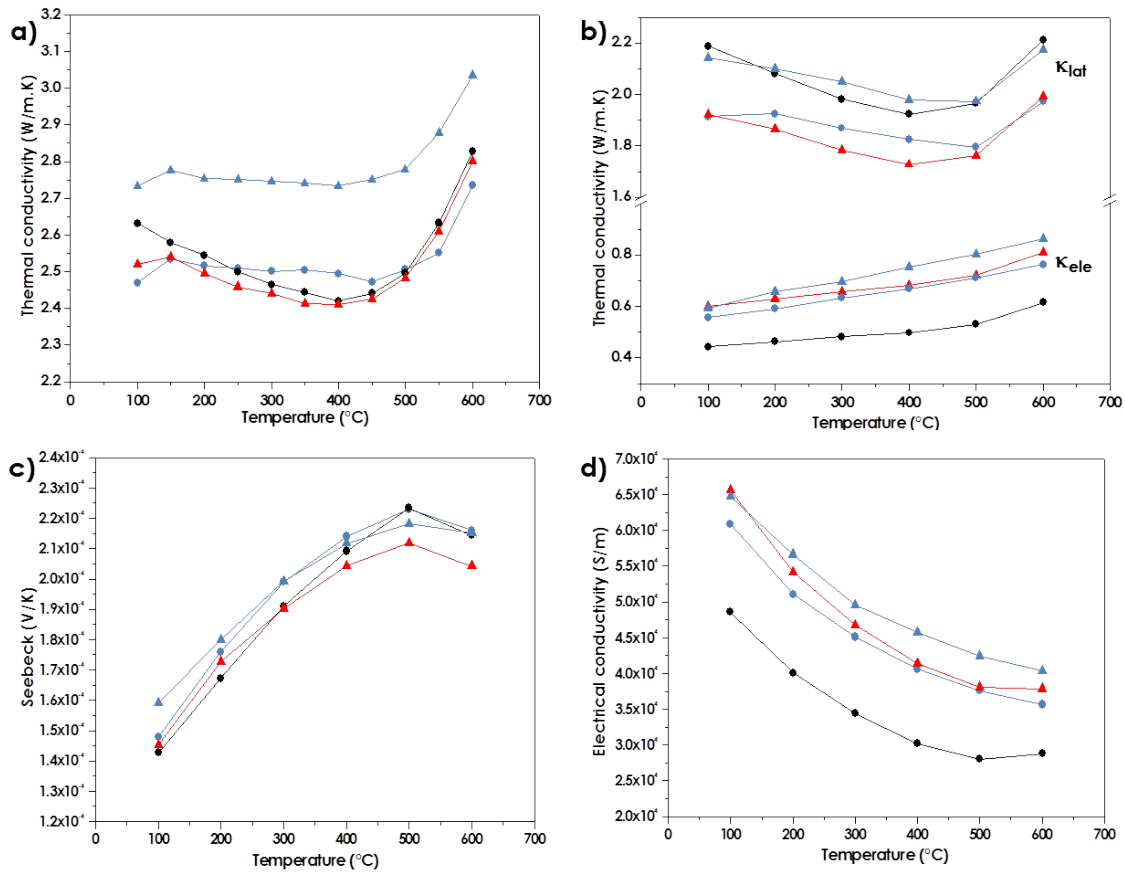 a)
Thermal conductivity (W/m.K)
3.2
3.1
3.0
2.9
2.8
2.7
2.6
2.5
2.4
2.3
2.2
0 100 200 300 400 500 600 700
Temperature (°C)
b)
Thermal conductivity (W/m.K)
2.2
2.0
1.8
1.6
0.8
0.6
0.4
κlat
κele
0 100 200 300 400 500 600 700
Temperature (°C)
c)
Seebeck (V/K)
2.4x10⁻⁴
2.3x10⁻⁴
2.2x10⁻⁴
2.1x10⁻⁴
2.0x10⁻⁴
1.9x10⁻⁴
1.8x10⁻⁴
1.7x10⁻⁴
1.6x10⁻⁴
1.5x10⁻⁴
1.4x10⁻⁴
1.3x10⁻⁴
1.2x10⁻⁴
0 100 200 300 400 500 600 700
Temperature (°C)
d)
Electrical conductivity (S/m)
7.0x10⁴
6.5x10⁴
6.0x10⁴
5.5x10⁴
5.0x10⁴
4.5x10⁴
4.0x10⁴
3.5x10⁴
3.0x10⁴
2.5x10⁴
2.0x10⁴
0 100 200 300 400 500 600 700
Temperature (°C)